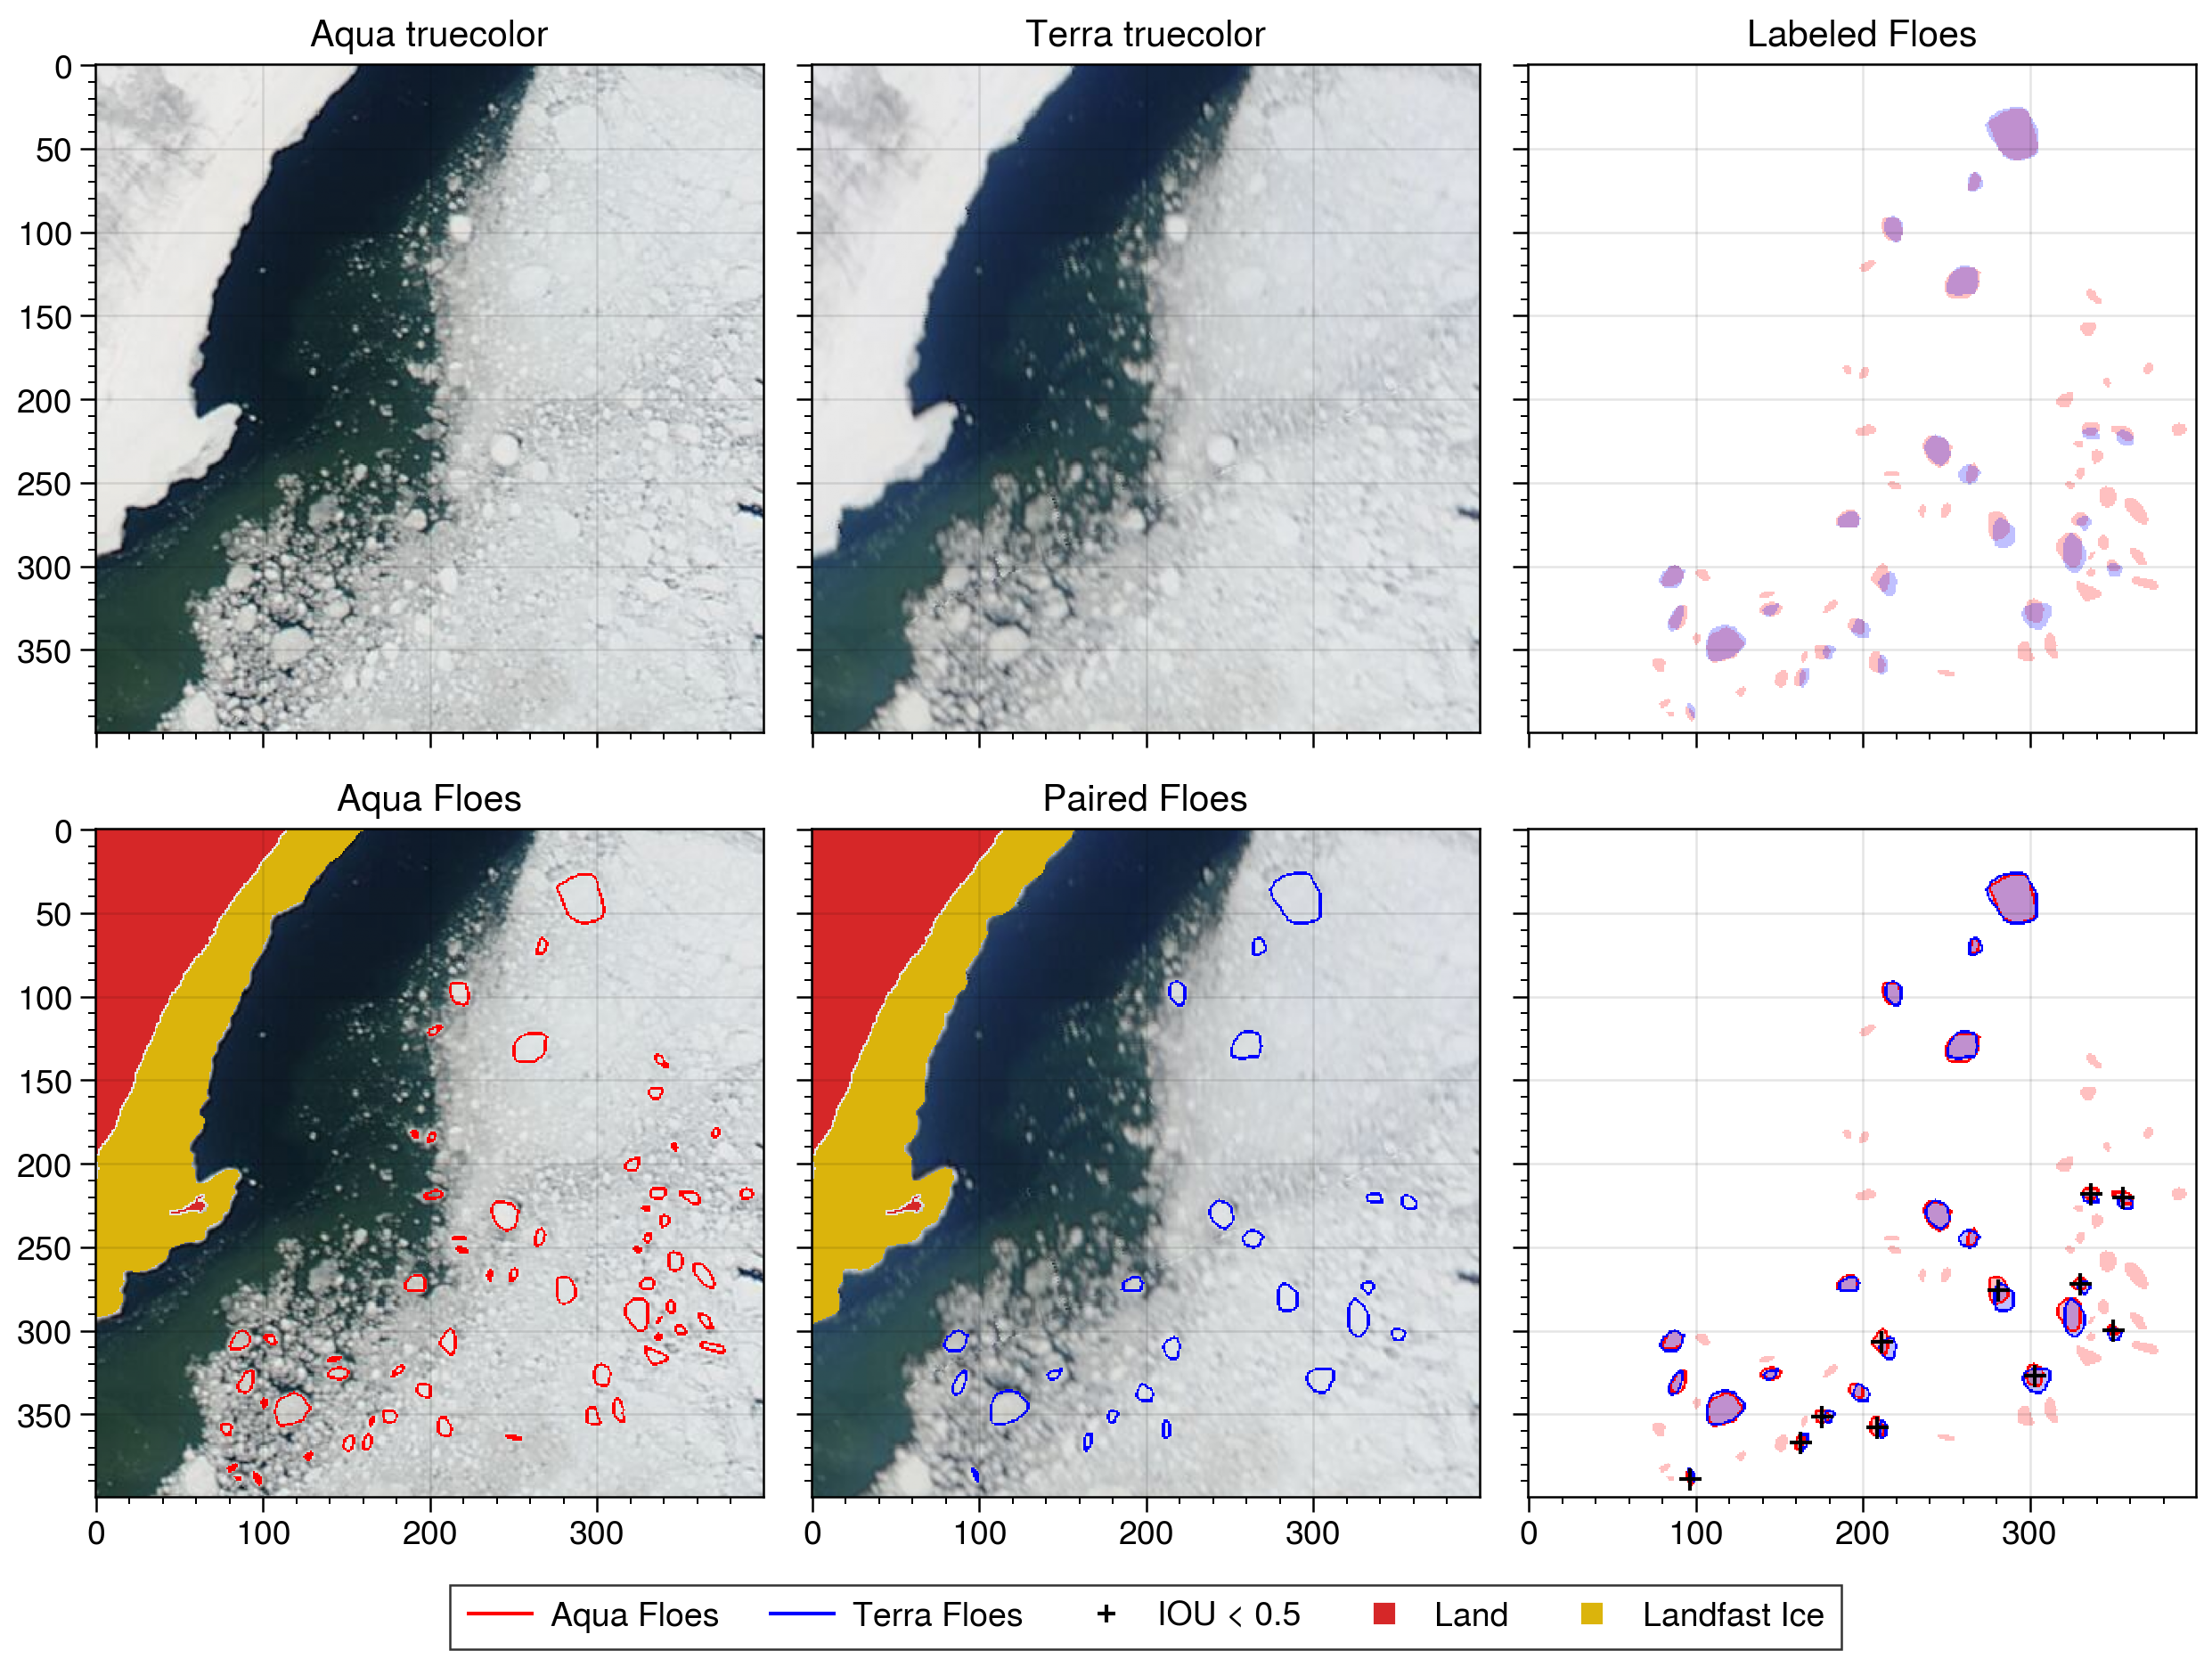 Aqua truecolor
Terra truecolor
Labeled Floes
0
50
100
150
200
250
300
350
Aqua Floes
Paired Floes
0
50
100
150
200
250
300
350
0 100 200 300
0 100 200 300
0 100 200 300
Aqua Floes Terra Floes + IOU < 0.5 Land Landfast Ice